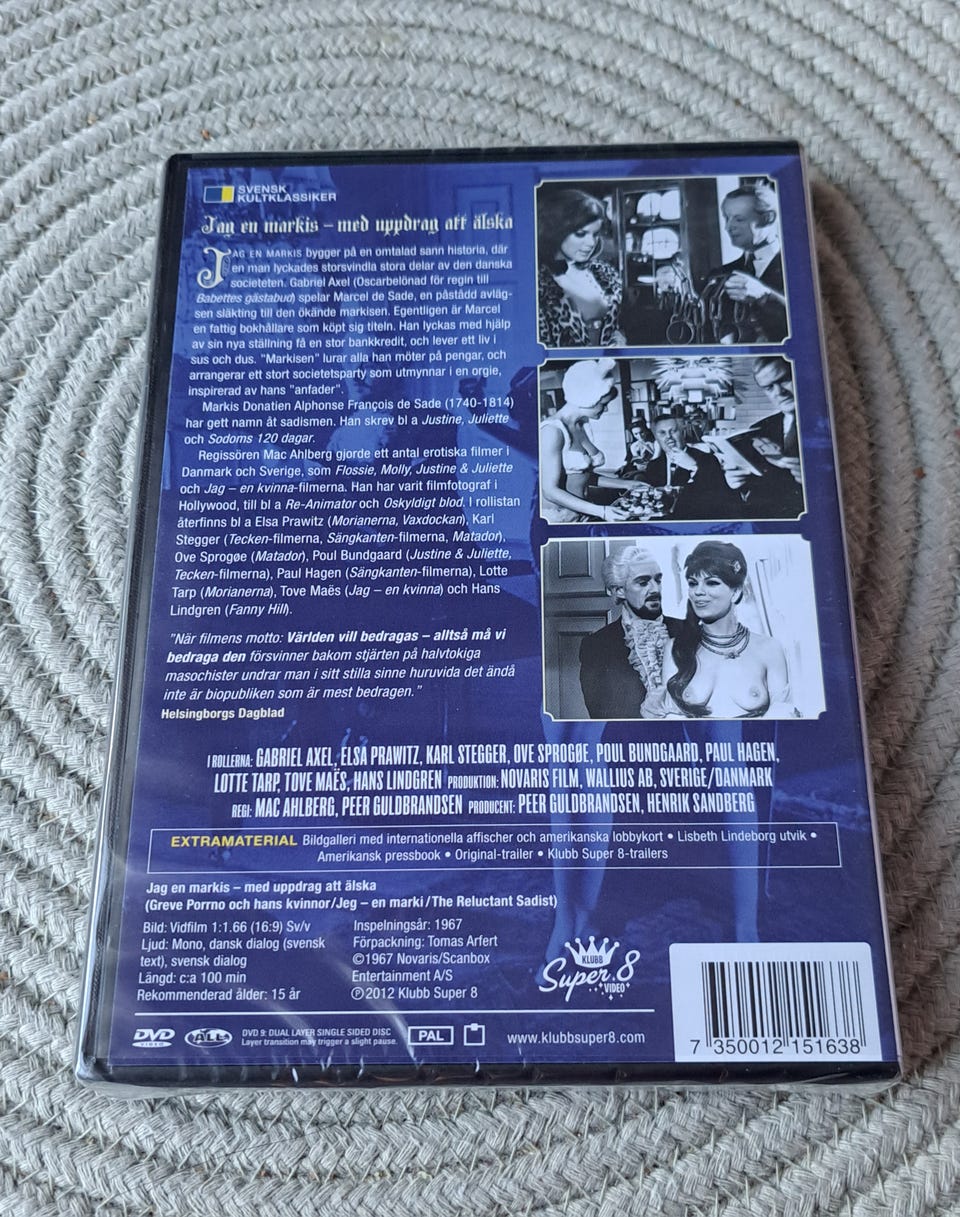 SVENSK
KULTKLASSIKER
Jag en markis – med uppdrag att älska
JAG EN MARKIS bygger på en omtalad sann historia, där
en man lyckades storsvindla stora delar av den danska
societeten. Gabriel Axel (Oscarbelönad för regin till
Babettes gästabud) spelar Marcel de Sade, en påstådd avläg-
sen släkting till den ökände markisen. Egentligen är Marcel
en fattig bokhållare som köpt sig titeln. Han lyckas med hjälp
av sin nya ställning få en stor bankkredit, och lever ett liv i
sus och dus. "Markisen" lurar alla han möter på pengar, och
arrangerar ett stort societetsparty som utmynnar i en orgie,
inspirerad av hans "anfader".
Markis Donatien Alphonse François de Sade (1740-1814)
har gett namn åt sadismen. Han skrev bl a Justine, Juliette
och Sodoms 120 dagar.
Regissören Mac Ahlberg gjorde ett antal erotiska filmer i
Danmark och Sverige, som Flossie, Molly, Justine & Juliette
och Jag – en kvinna-filmerna. Han har varit filmfotograf i
Hollywood, till bl a Re-Animator och Oskyldigt blod. I rollistan
återfinns bl a Elsa Prawitz (Morianerna, Vaxdockan), Karl
Stegger (Tecken-filmerna, Sängkanten-filmerna, Matador),
Ove Sprogøe (Matador), Poul Bundgaard (Justine & Juliette,
Tecken-filmerna), Paul Hagen (Sängkanten-filmerna), Lotte
Tarp (Morianerna), Tove Maës (Jag – en kvinna) och Hans
Lindgren (Fanny Hill).
"När filmens motto: Världen vill bedragas – alltså må vi
bedraga den försvinner bakom stjärten på halvtokiga
masochister undrar man i sitt stilla sinne huruvida det ändå
inte är biopubliken som är mest bedragen."
Helsingborgs Dagblad
I ROLLERNA: GABRIEL AXEL, ELSA PRAWITZ, KARL STEGGER, OVE SPROGØE, POUL BUNDGAARD, PAUL HAGEN,
LOTTE TARP, TOVE MAËS, HANS LINDGREN PRODUKTION: NOVARIS FILM, WALLIUS AB, SVERIGE/DANMARK
REGI: MAC AHLBERG, PEER GULDBRANDSEN PRODUCENT: PEER GULDBRANDSEN, HENRIK SANDBERG
EXTRAMATERIAL Bildgalleri med internationella affischer och amerikanska lobbykort • Lisbeth Lindeborg utvik •
Amerikansk pressbook • Original-trailer • Klubb Super 8-trailers
Jag en markis – med uppdrag att älska
(Greve Porrno och hans kvinnor/Jeg – en marki/The Reluctant Sadist)
Bild: Vidfilm 1:1.66 (16:9) Sv/v
Ljud: Mono, dansk dialog (svensk
text), svensk dialog
Längd: c:a 100 min
Rekommenderad ålder: 15 år
Inspelningsår: 1967
Förpackning: Tomas Arfert
©1967 Novaris/Scanbox
Entertainment A/S
℗2012 Klubb Super 8
KLUBB
Super 8
VIDEO
DVD
VIDEO
ALL
DVD 9: DUAL LAYER SINGLE SIDED DISC
Layer transition may trigger a slight pause.
PAL
www.klubbsuper8.com
7 350012 151638